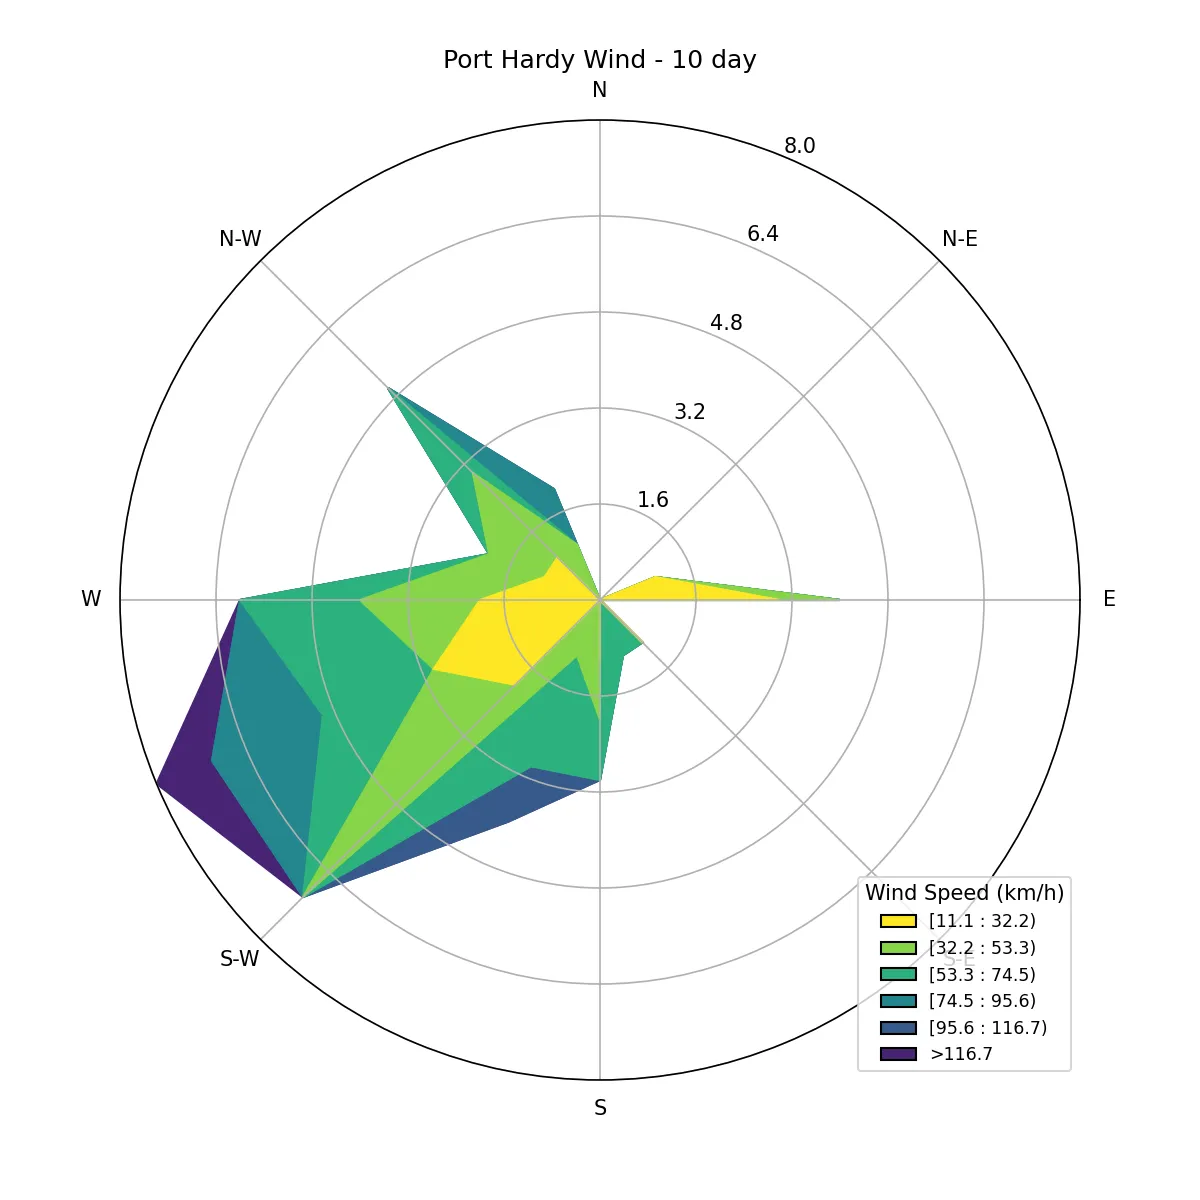 Port Hardy Wind - 10 day
N
8.0
N-W
N-E
6.4
4.8
3.2
1.6
W
E
S-W
S-E
S
Wind Speed (km/h)
[11.1 : 32.2)
[32.2 : 53.3)
[53.3 : 74.5)
[74.5 : 95.6)
[95.6 : 116.7)
>116.7